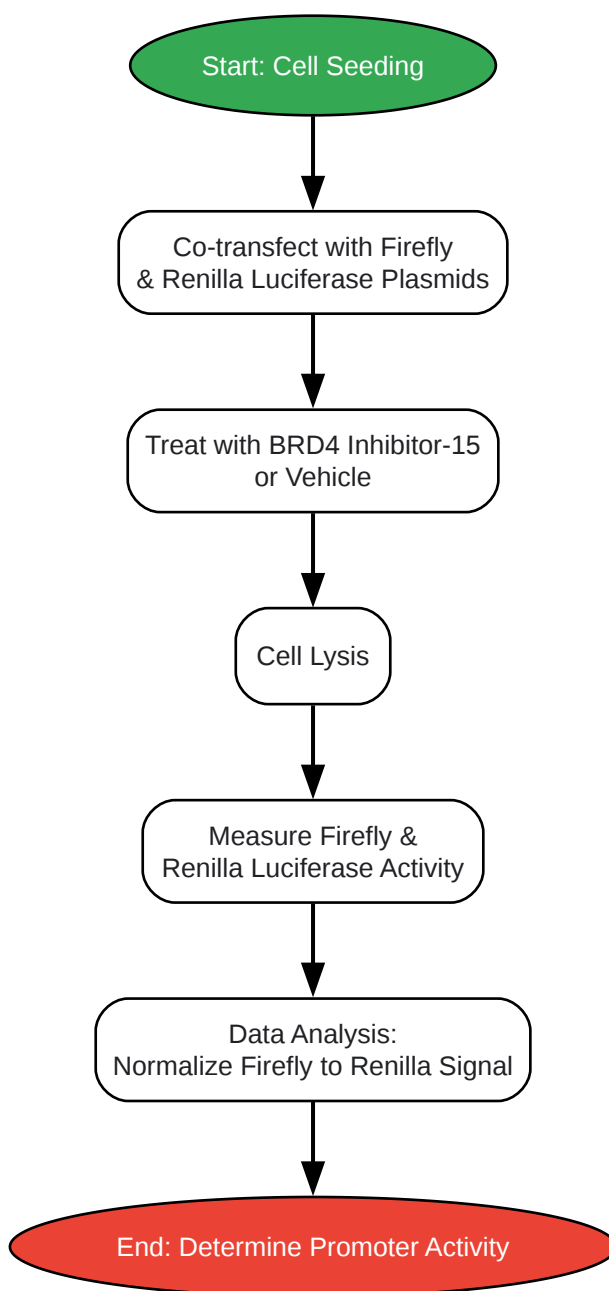 Start: Cell Seeding
Co-transfect with Firefly
& Renilla Luciferase Plasmids
Treat with BRD4 Inhibitor-15
or Vehicle
Cell Lysis
Measure Firefly &
Renilla Luciferase Activity
Data Analysis:
Normalize Firefly to Renilla Signal
End: Determine Promoter Activity